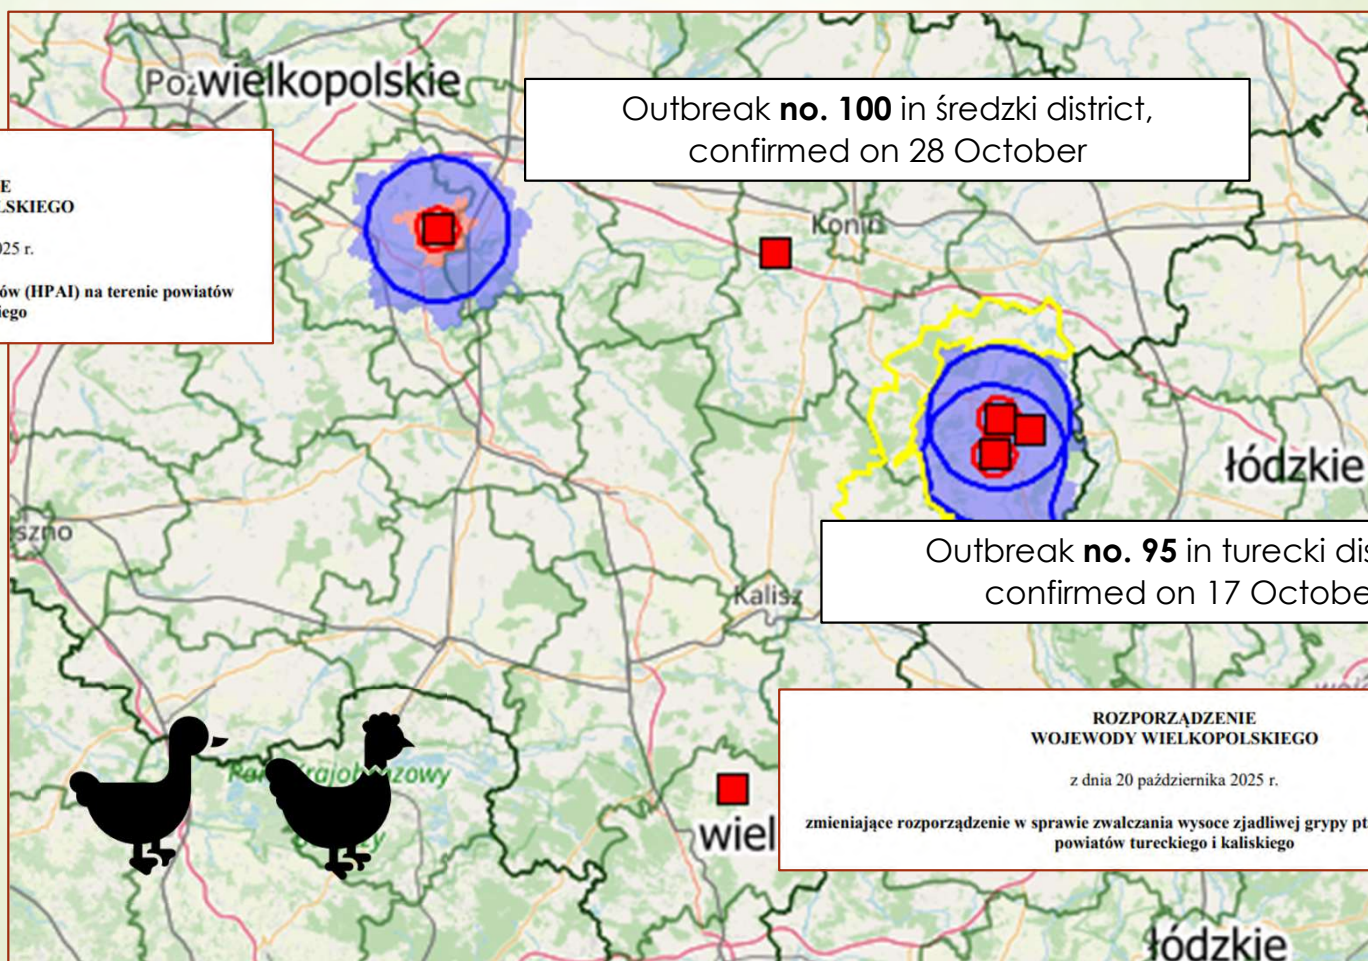 wielkopolskie
Outbreak no. 100 in średzki district,
confirmed on 28 October
E
LSKIEGO
025 r.
ów (HPAI) na terenie powiatów
iego
Konin
łódzkie
szno
Outbreak no. 95 in turecki dis
confirmed on 17 Octobe
Kalisz
ROZPORZĄDZENIE
WOJEWODY WIELKOPOLSKIEGO
z dnia 20 października 2025 r.
zmieniające rozporządzenie w sprawie zwalczania wysoce zjadliwej grypy pt
powiatów tureckiego i kaliskiego
wiel
łódzkie